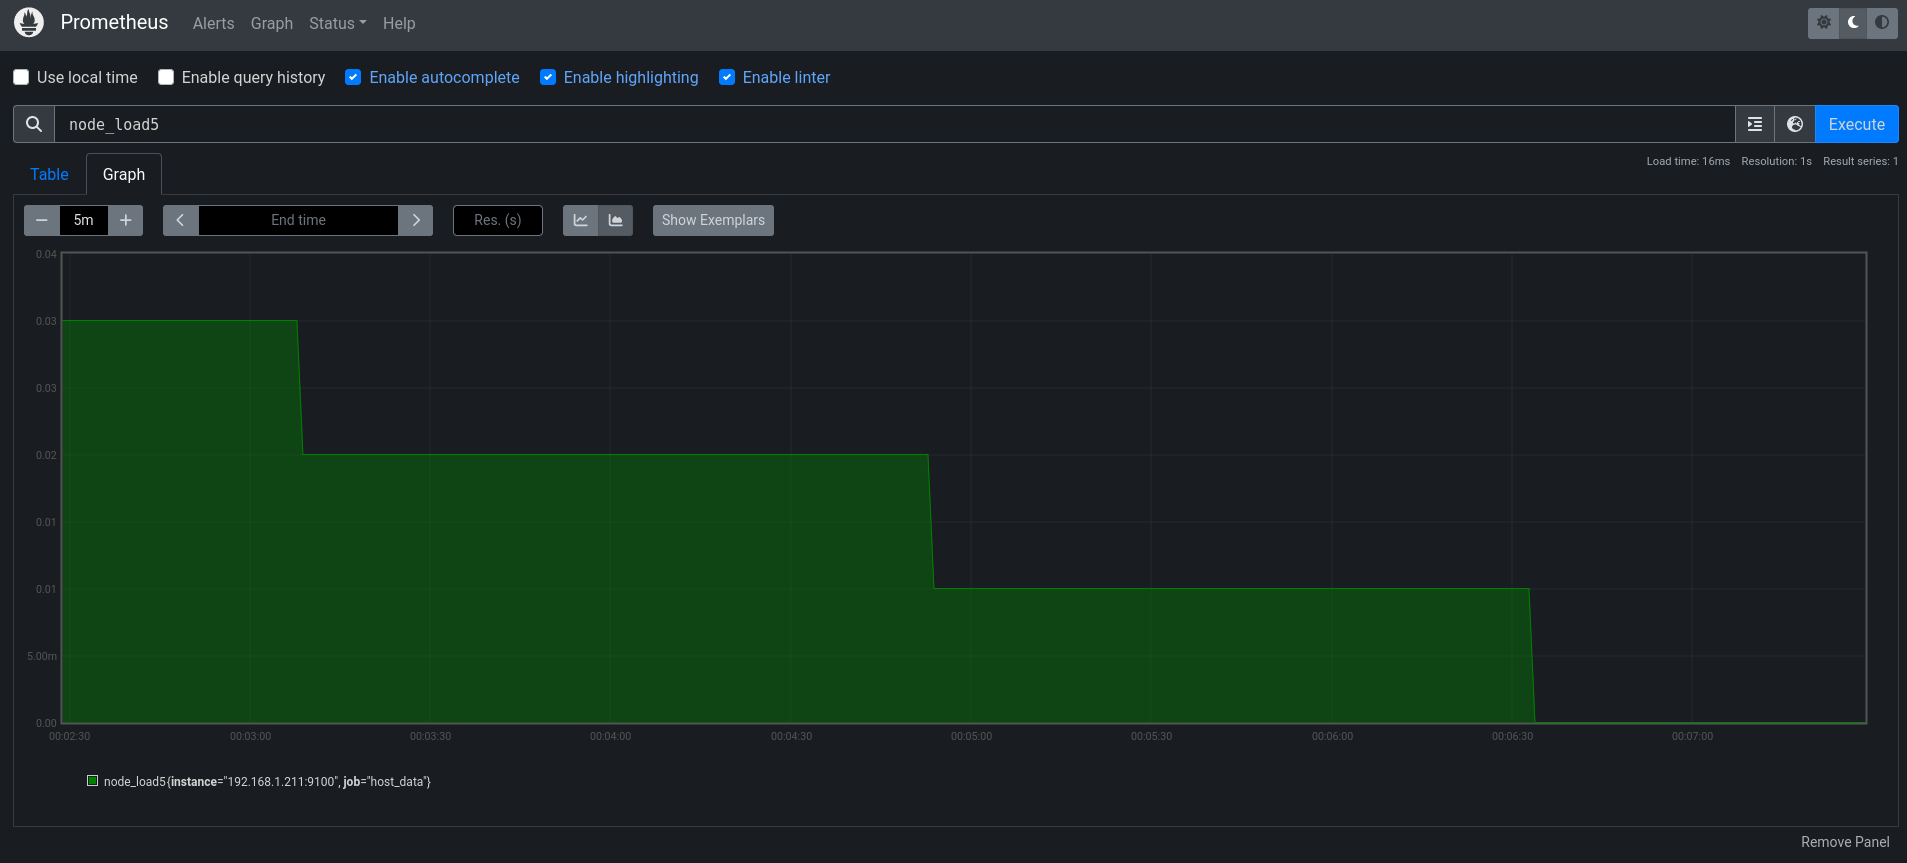 Prometheus Alerts Graph Status Help
Use local time Enable query history Enable autocomplete Enable highlighting Enable linter
node_load5 Execute
Load time: 16ms Resolution: 1s Result series: 1
Table Graph
5m End time Res. (s) Show Exemplars
0.04
0.03
0.03
0.02
0.01
0.01
5.00m
0.00
00:02:30 00:03:00 00:03:30 00:04:00 00:04:30 00:05:00 00:05:30 00:06:00 00:06:30 00:07:00
node_load5{instance="192.168.1.211:9100", job="host_data"}
Remove Panel